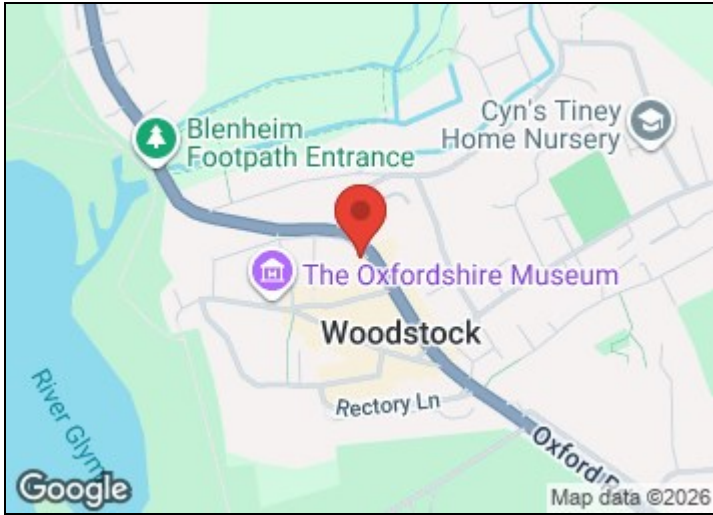 Blenheim
Footpath Entrance
Cyn's Tiney
Home Nursery
The Oxfordshire Museum
Woodstock
Rectory Ln
River Glyme
Oxford
Google
Map data ©2026